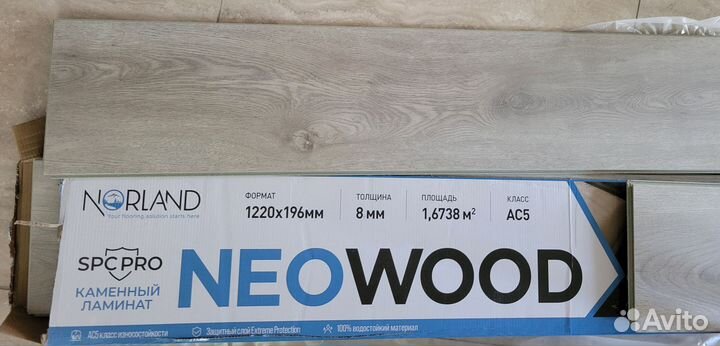 NORLAND
Your flooring solution starts here
ФОРМАТ
1220х196мм
ТОЛЩИНА
8 мм
ПЛОЩАДЬ
1,6738 м²
КЛАСС
AC5
SPC PRO
КАМЕННЫЙ
ЛАМИНАТ
NEOWOOD
AC5 класс износостойкости
Защитный слой Extreme Protection
100% водостойкий материал
Avito